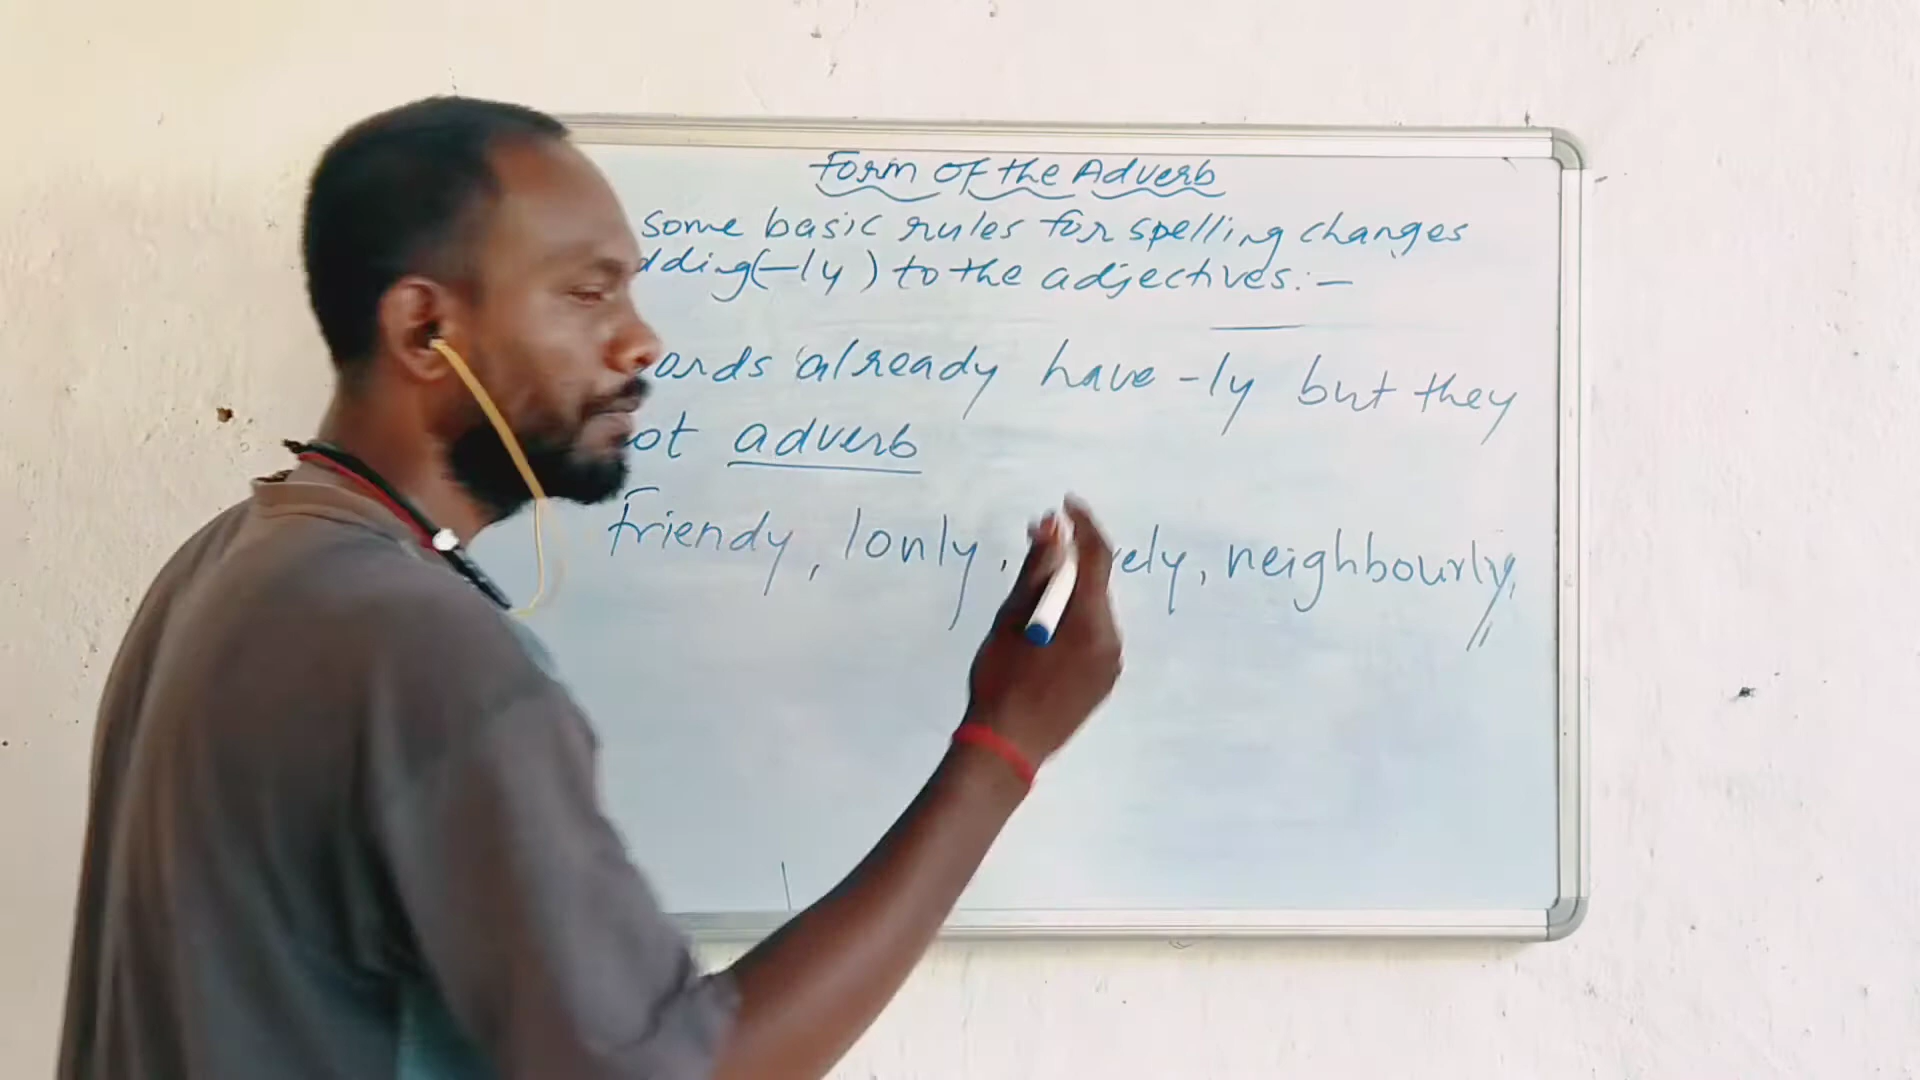 Form of the Adverb
some basic rules for spelling changes
dding (-ly) to the adjectives:-
ords already have -ly but they
ot adverb
Friendy, lonly, ely, neighbourly,